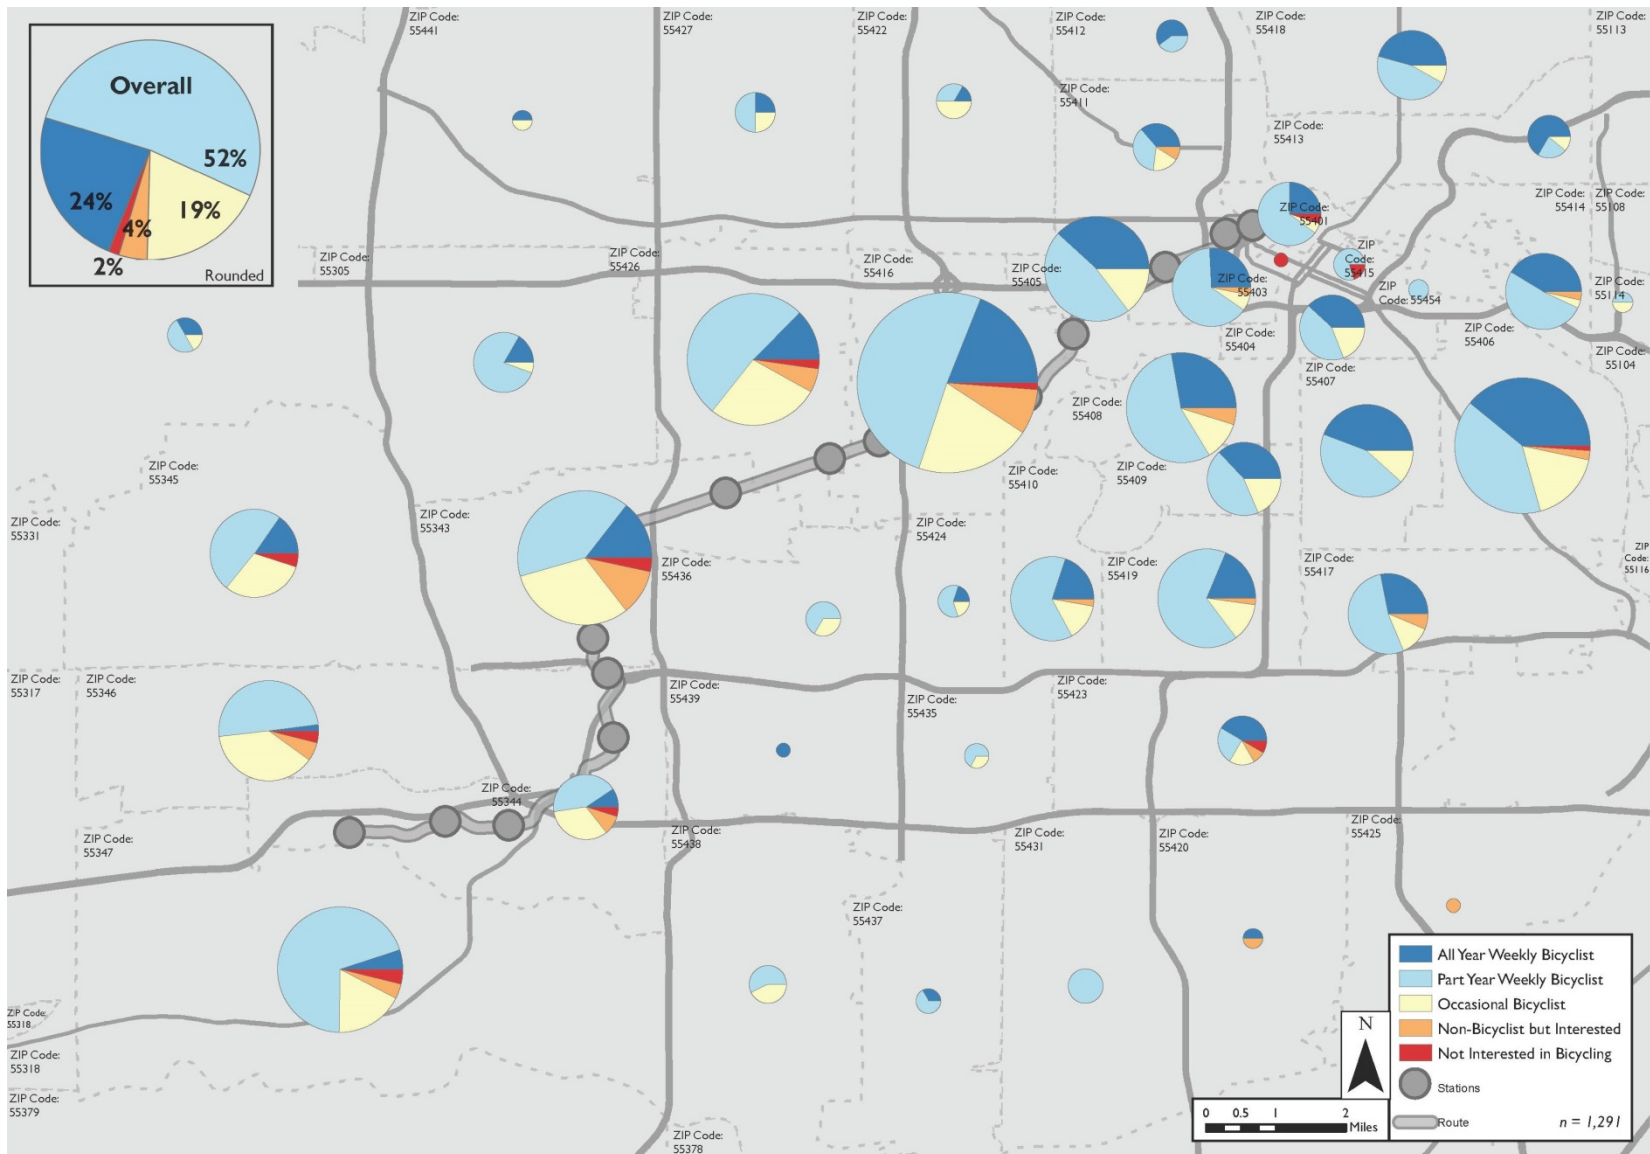 Overall
52%
24%
19%
4%
2%
Rounded
ZIP Code:
55441
ZIP Code:
55427
ZIP Code:
55422
ZIP Code:
55412
ZIP Code:
55418
ZIP Code:
55113
ZIP Code:
55411
ZIP Code:
55413
ZIP Code:
55414
ZIP Code:
55108
ZIP Code:
55401
ZIP Code:
55305
ZIP Code:
55426
ZIP Code:
55416
ZIP Code:
55405
ZIP Code:
55403
ZIP
Code:
55415
ZIP
Code: 55454
ZIP Code:
55114
ZIP Code:
55404
ZIP Code:
55406
ZIP Code:
55104
ZIP Code:
55407
ZIP Code:
55408
ZIP Code:
55345
ZIP Code:
55410
ZIP Code:
55409
ZIP Code:
55331
ZIP Code:
55343
ZIP Code:
55424
ZIP Code:
55436
ZIP Code:
55419
ZIP Code:
55417
ZIP
Code:
55116
ZIP Code:
55317
ZIP Code:
55346
ZIP Code:
55439
ZIP Code:
55435
ZIP Code:
55423
ZIP Code:
55344
ZIP Code:
55347
ZIP Code:
55438
ZIP Code:
55431
ZIP Code:
55420
ZIP Code:
55425
ZIP Code:
55437
ZIP Code:
55318
ZIP Code:
55318
ZIP Code:
55379
ZIP Code:
55378
All Year Weekly Bicyclist
Part Year Weekly Bicyclist
Occasional Bicyclist
Non-Bicyclist but Interested
Not Interested in Bicycling
Stations
Route
n = 1,291
N
0 0.5 1 2
Miles